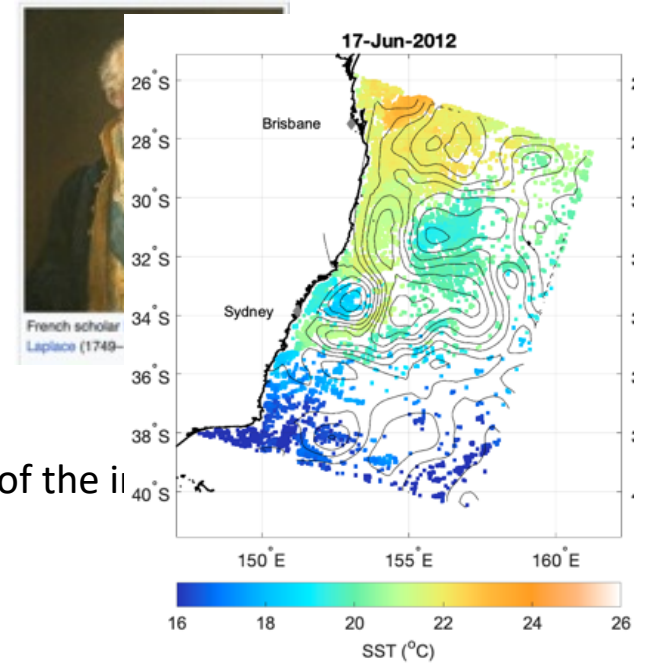 17-Jun-2012
26°S
Brisbane
28°S
30°S
32°S
Sydney
34°S
French scholar
Laplace (1749–
36°S
38°S
of the i
40°S
150°E 155°E 160°E
16 18 20 22 24 26
SST (°C)